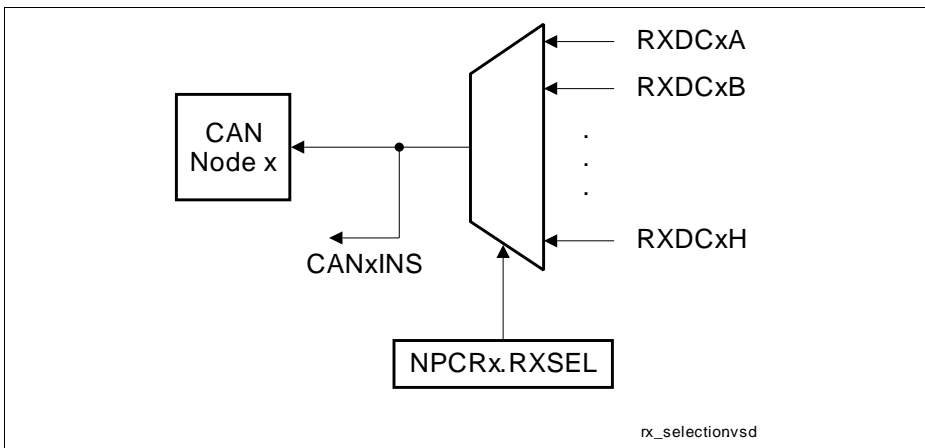 RXDCxA
RXDCxB
.
.
.
CAN
Node x
RXDCxH
CANxINS
NPCRx.RXSEL
rx_selectionvsd